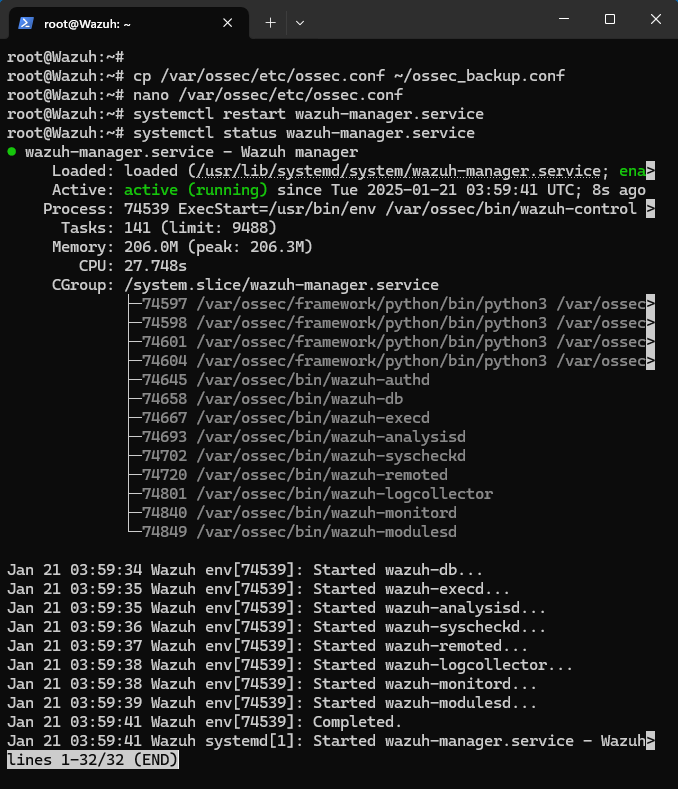 root@Wazuh: ~
root@Wazuh:~#
root@Wazuh:~# cp /var/ossec/etc/ossec.conf ~/ossec_backup.conf
root@Wazuh:~# nano /var/ossec/etc/ossec.conf
root@Wazuh:~# systemctl restart wazuh-manager.service
root@Wazuh:~# systemctl status wazuh-manager.service
● wazuh-manager.service - Wazuh manager
     Loaded: loaded (/usr/lib/systemd/system/wazuh-manager.service; ena>
     Active: active (running) since Tue 2025-01-21 03:59:41 UTC; 8s ago
    Process: 74539 ExecStart=/usr/bin/env /var/ossec/bin/wazuh-control >
      Tasks: 141 (limit: 9488)
     Memory: 206.0M (peak: 206.3M)
        CPU: 27.748s
     CGroup: /system.slice/wazuh-manager.service
             ├─74597 /var/ossec/framework/python/bin/python3 /var/ossec>
             ├─74598 /var/ossec/framework/python/bin/python3 /var/ossec>
             ├─74601 /var/ossec/framework/python/bin/python3 /var/ossec>
             ├─74604 /var/ossec/framework/python/bin/python3 /var/ossec>
             ├─74645 /var/ossec/bin/wazuh-authd
             ├─74658 /var/ossec/bin/wazuh-db
             ├─74667 /var/ossec/bin/wazuh-execd
             ├─74693 /var/ossec/bin/wazuh-analysisd
             ├─74702 /var/ossec/bin/wazuh-syscheckd
             ├─74720 /var/ossec/bin/wazuh-remoted
             ├─74801 /var/ossec/bin/wazuh-logcollector
             ├─74840 /var/ossec/bin/wazuh-monitord
             └─74849 /var/ossec/bin/wazuh-modulesd
Jan 21 03:59:34 Wazuh env[74539]: Started wazuh-db...
Jan 21 03:59:35 Wazuh env[74539]: Started wazuh-execd...
Jan 21 03:59:35 Wazuh env[74539]: Started wazuh-analysisd...
Jan 21 03:59:36 Wazuh env[74539]: Started wazuh-syscheckd...
Jan 21 03:59:37 Wazuh env[74539]: Started wazuh-remoted...
Jan 21 03:59:38 Wazuh env[74539]: Started wazuh-logcollector...
Jan 21 03:59:38 Wazuh env[74539]: Started wazuh-monitord...
Jan 21 03:59:39 Wazuh env[74539]: Started wazuh-modulesd...
Jan 21 03:59:41 Wazuh env[74539]: Completed.
Jan 21 03:59:41 Wazuh systemd[1]: Started wazuh-manager.service - Wazuh>
lines 1-32/32 (END)